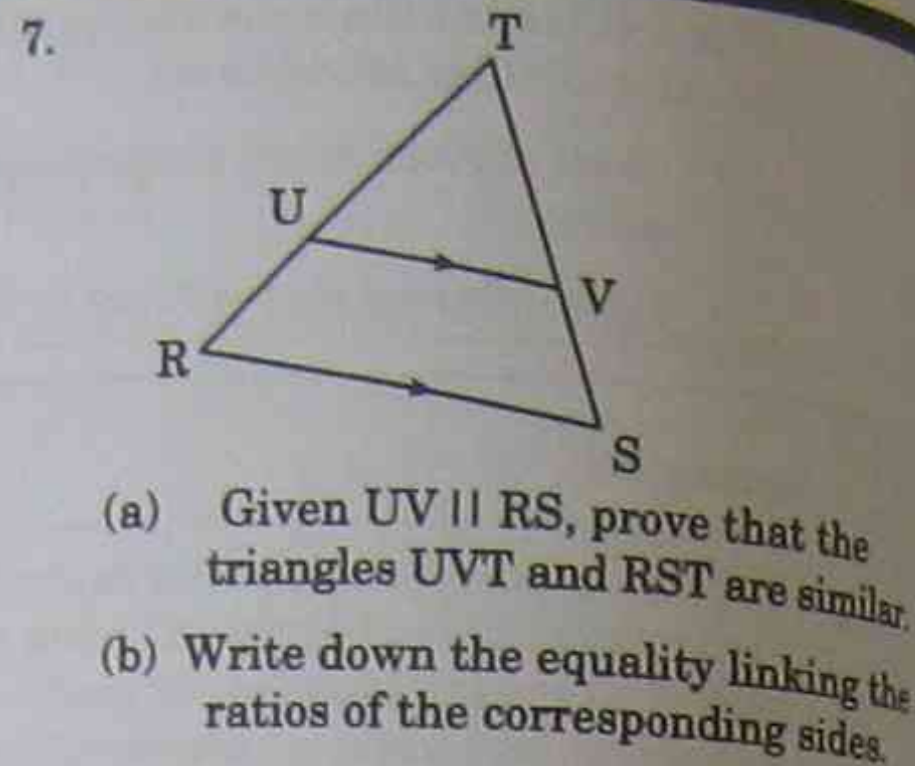 7.
T
U
V
R
S
(a) Given UV || RS, prove that the
triangles UVT and RST are similar.
(b) Write down the equality linking the
ratios of the corresponding sides.